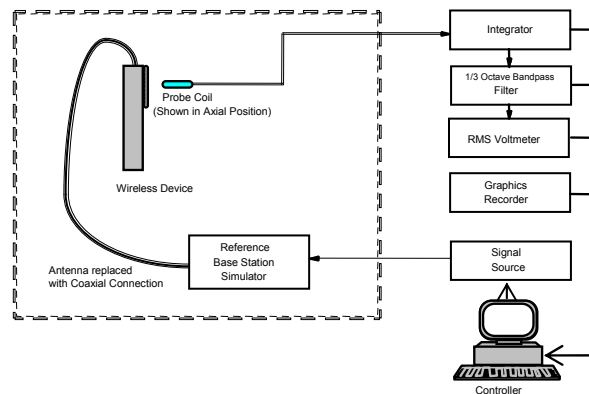 Integrator
1/3 Octave Bandpass
Filter
RMS Voltmeter
Graphics
Recorder
Signal
Source
Controller
Probe Coil
(Shown in Axial Position)
Wireless Device
Reference
Base Station
Simulator
Antenna replaced
with Coaxial Connection